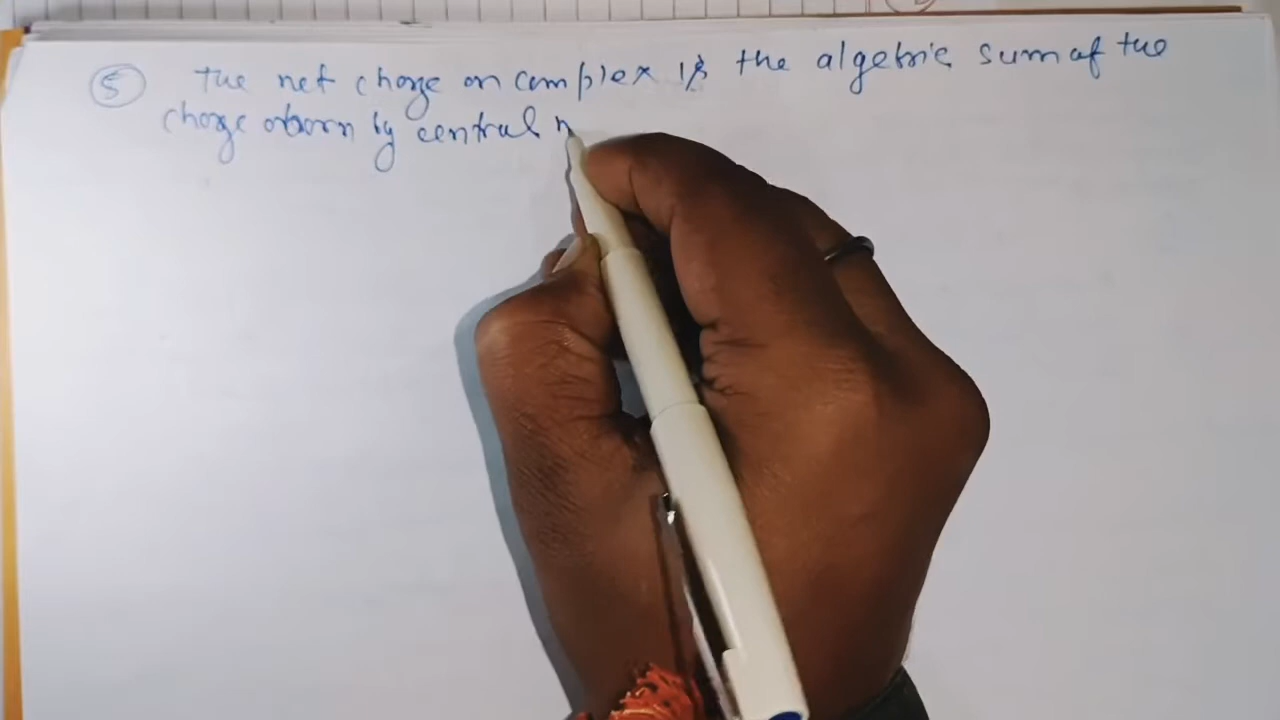 ⑤ The net charge on complex is the algebric sum of the
charge o born by central